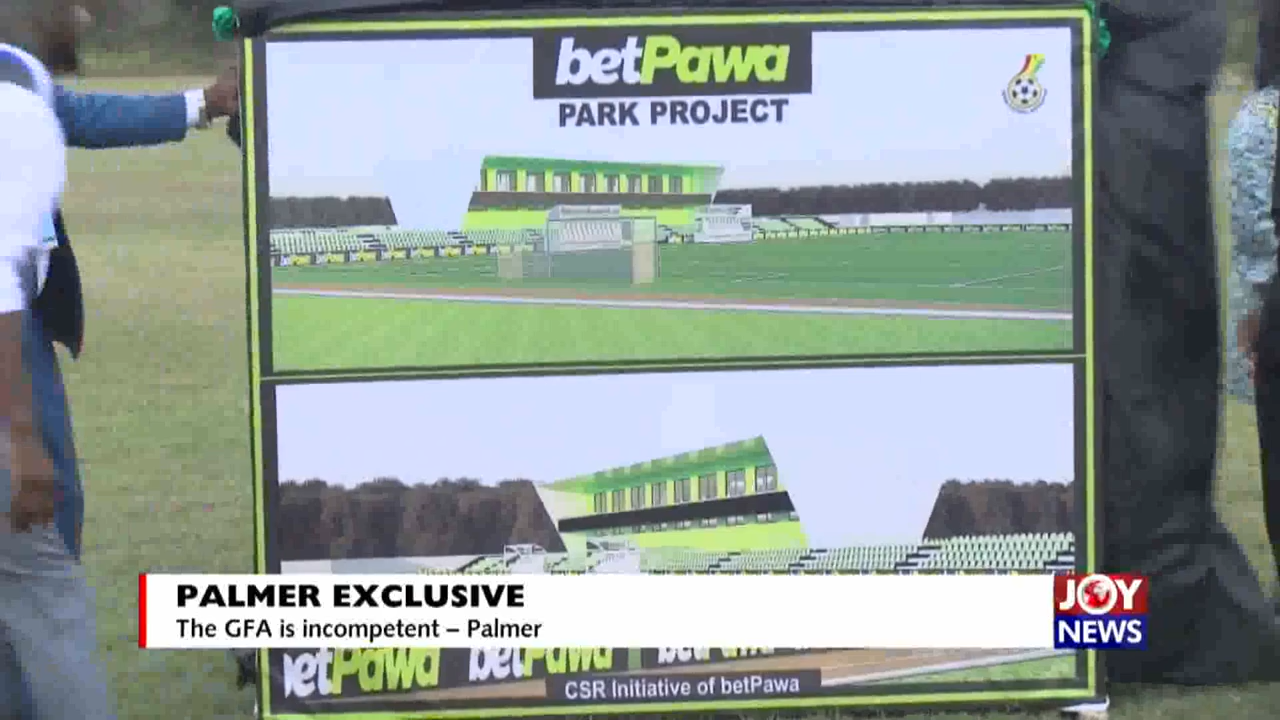 betPawa
PARK PROJECT
PALMER EXCLUSIVE
The GFA is incompetent – Palmer
JOY
NEWS
betPawa betPawa
CSR Initiative of betPawa